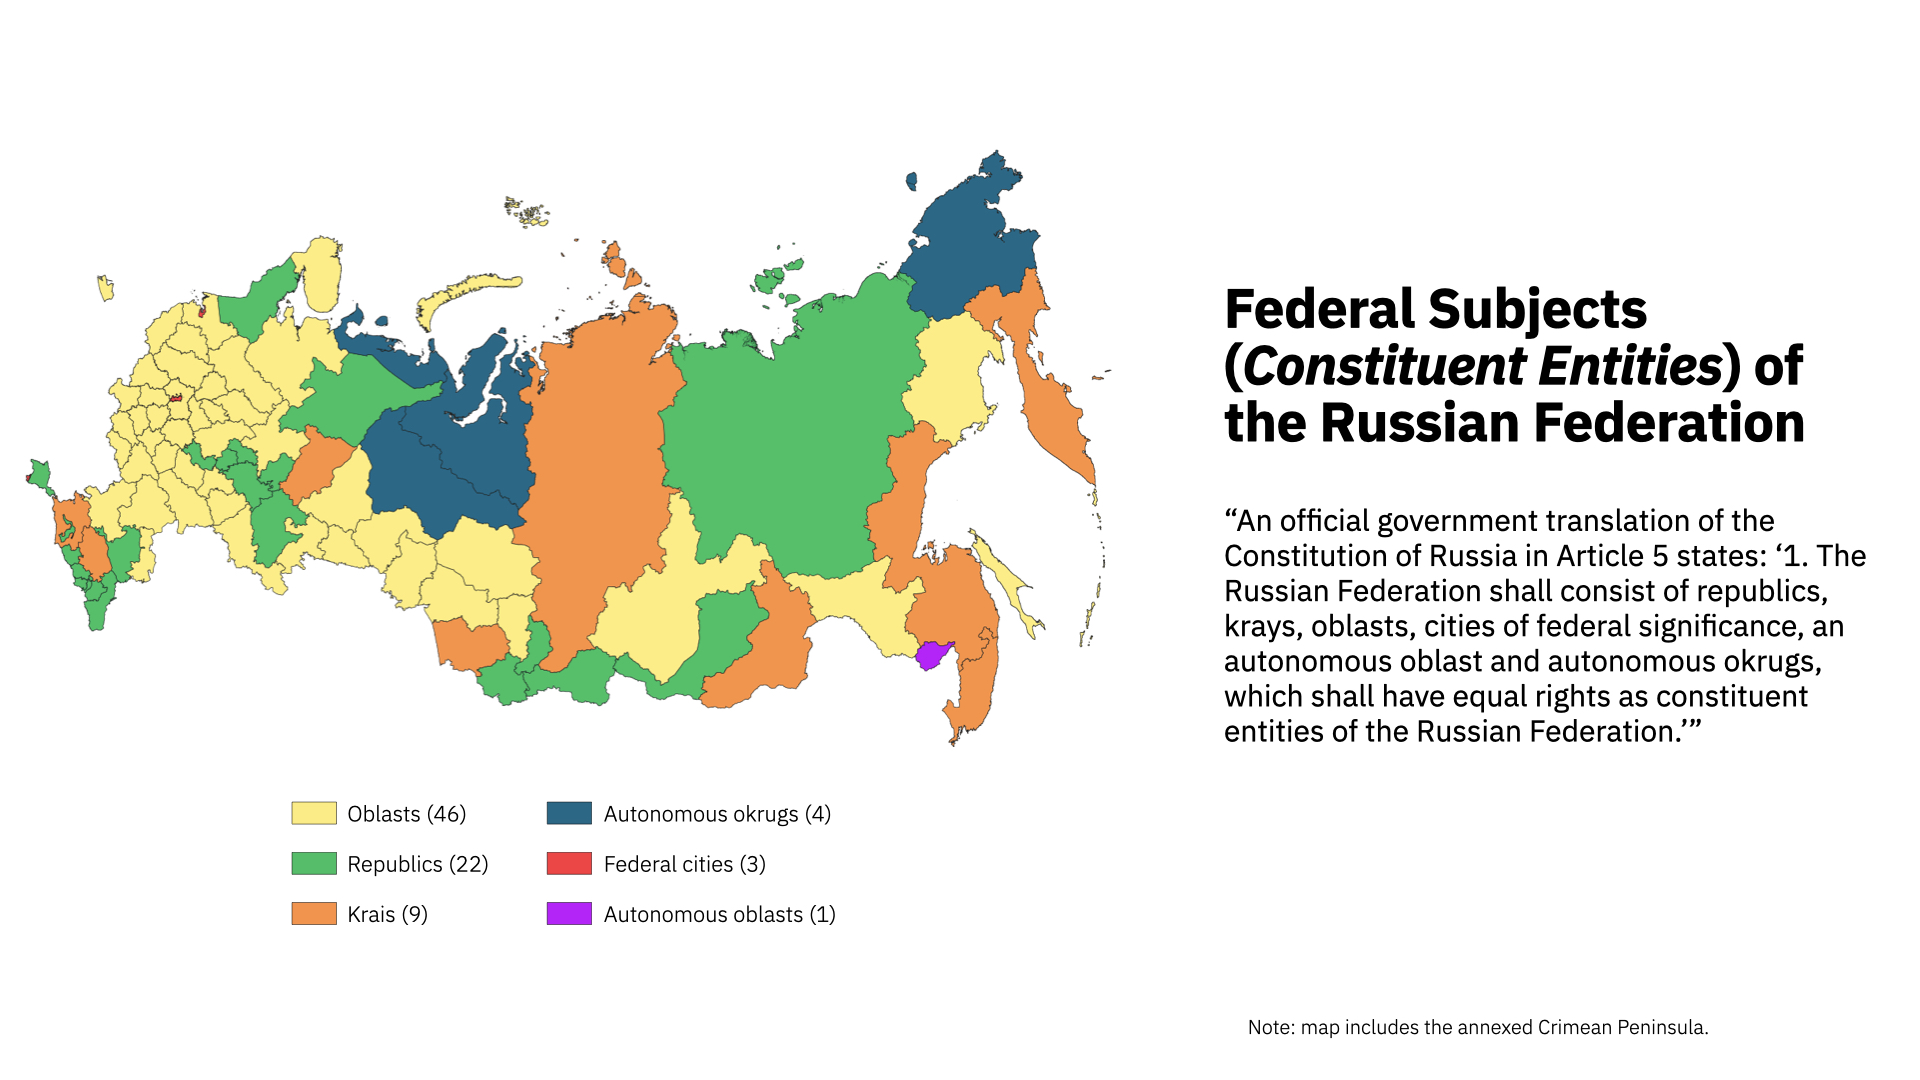 Federal Subjects
(Constituent Entities) of
the Russian Federation
“An official government translation of the
Constitution of Russia in Article 5 states: ‘1. The
Russian Federation shall consist of republics,
krays, oblasts, cities of federal significance, an
autonomous oblast and autonomous okrugs,
which shall have equal rights as constituent
entities of the Russian Federation.’”
Oblasts (46)
Republics (22)
Krais (9)
Autonomous okrugs (4)
Federal cities (3)
Autonomous oblasts (1)
Note: map includes the annexed Crimean Peninsula.